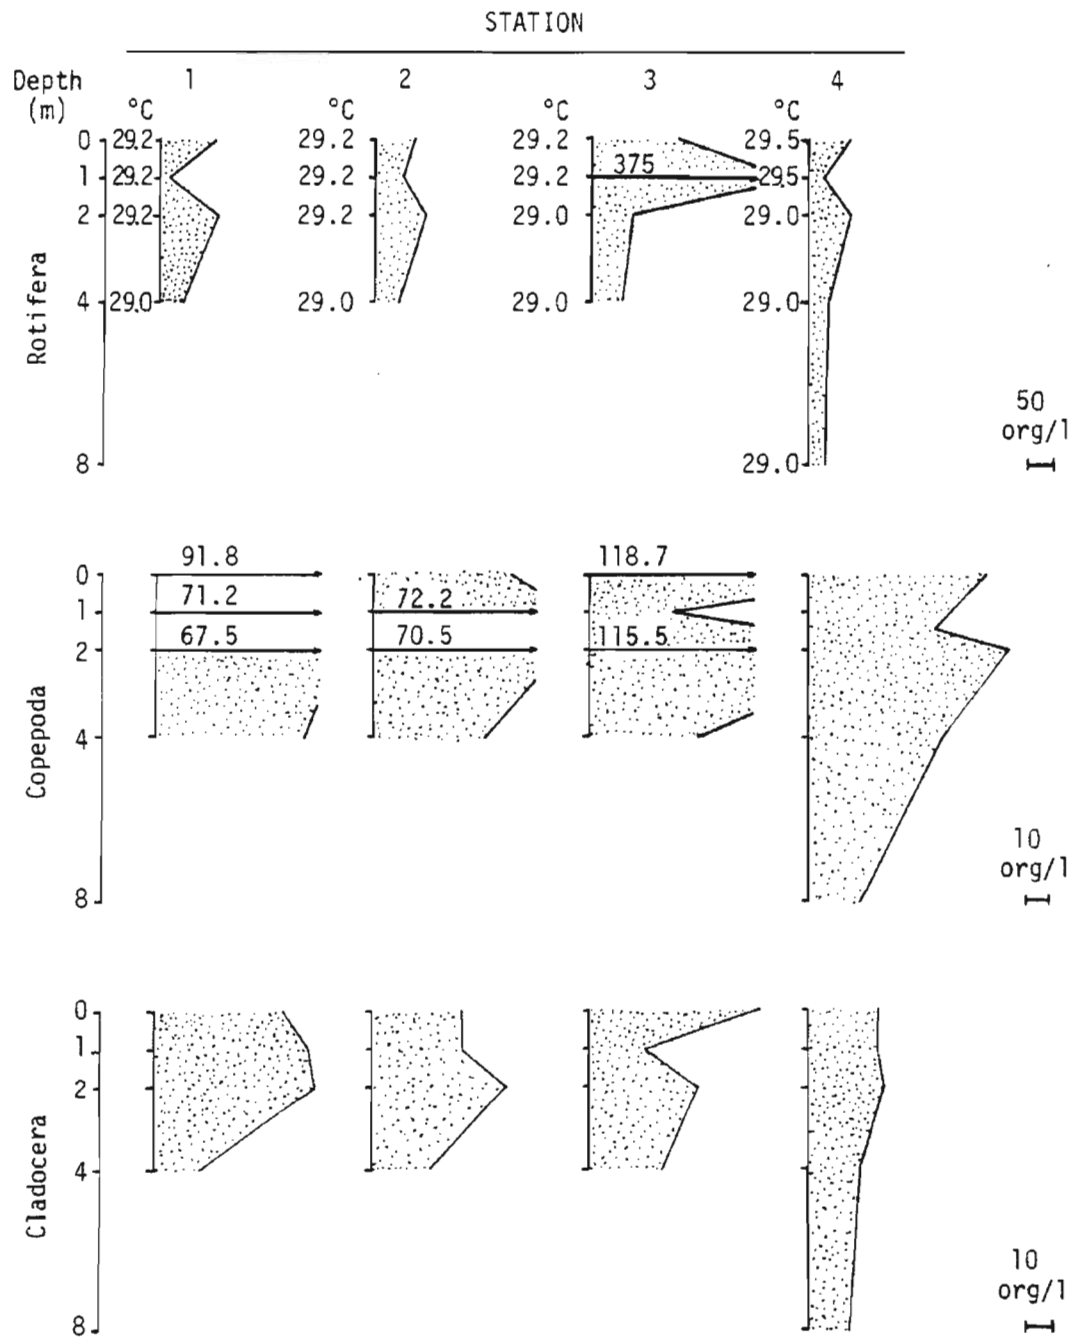 STATION
Depth 1 2 3 4
(m) °C °C °C °C
0 29.2 29.2 29.2 29.5
375
1 29.2 29.2 29.2 29.5
2 29.2 29.2 29.0 29.0
Rotifera
4 29.0 29.0 29.0 29.0
50
org/l
8 29.0
91.8 118.7
0
71.2 72.2
1
67.5 70.5 115.5
2
Copepoda
4
10
org/l
8
0
1
2
Cladocera
4
10
org/l
8